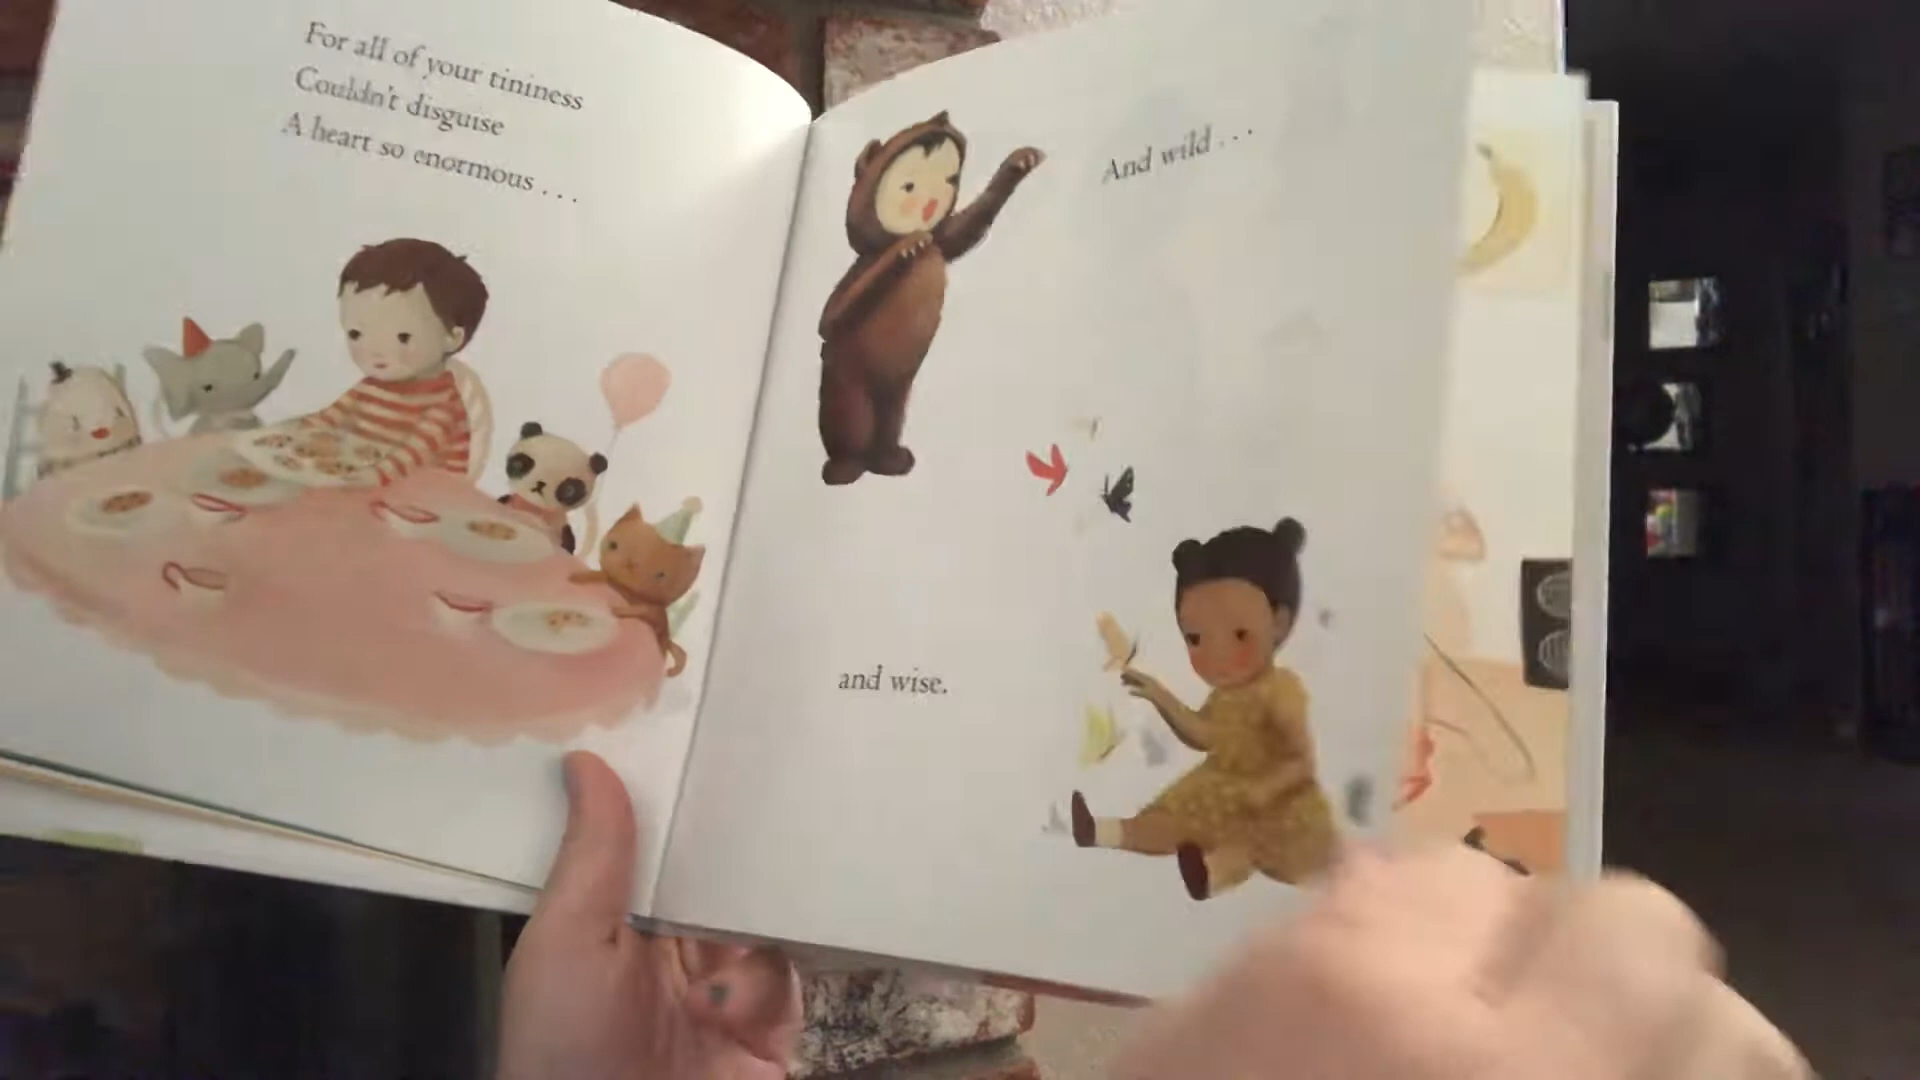 For all of your tininess
Couldn't disguise
A heart so enormous . . .
And wild . . .
and wise.